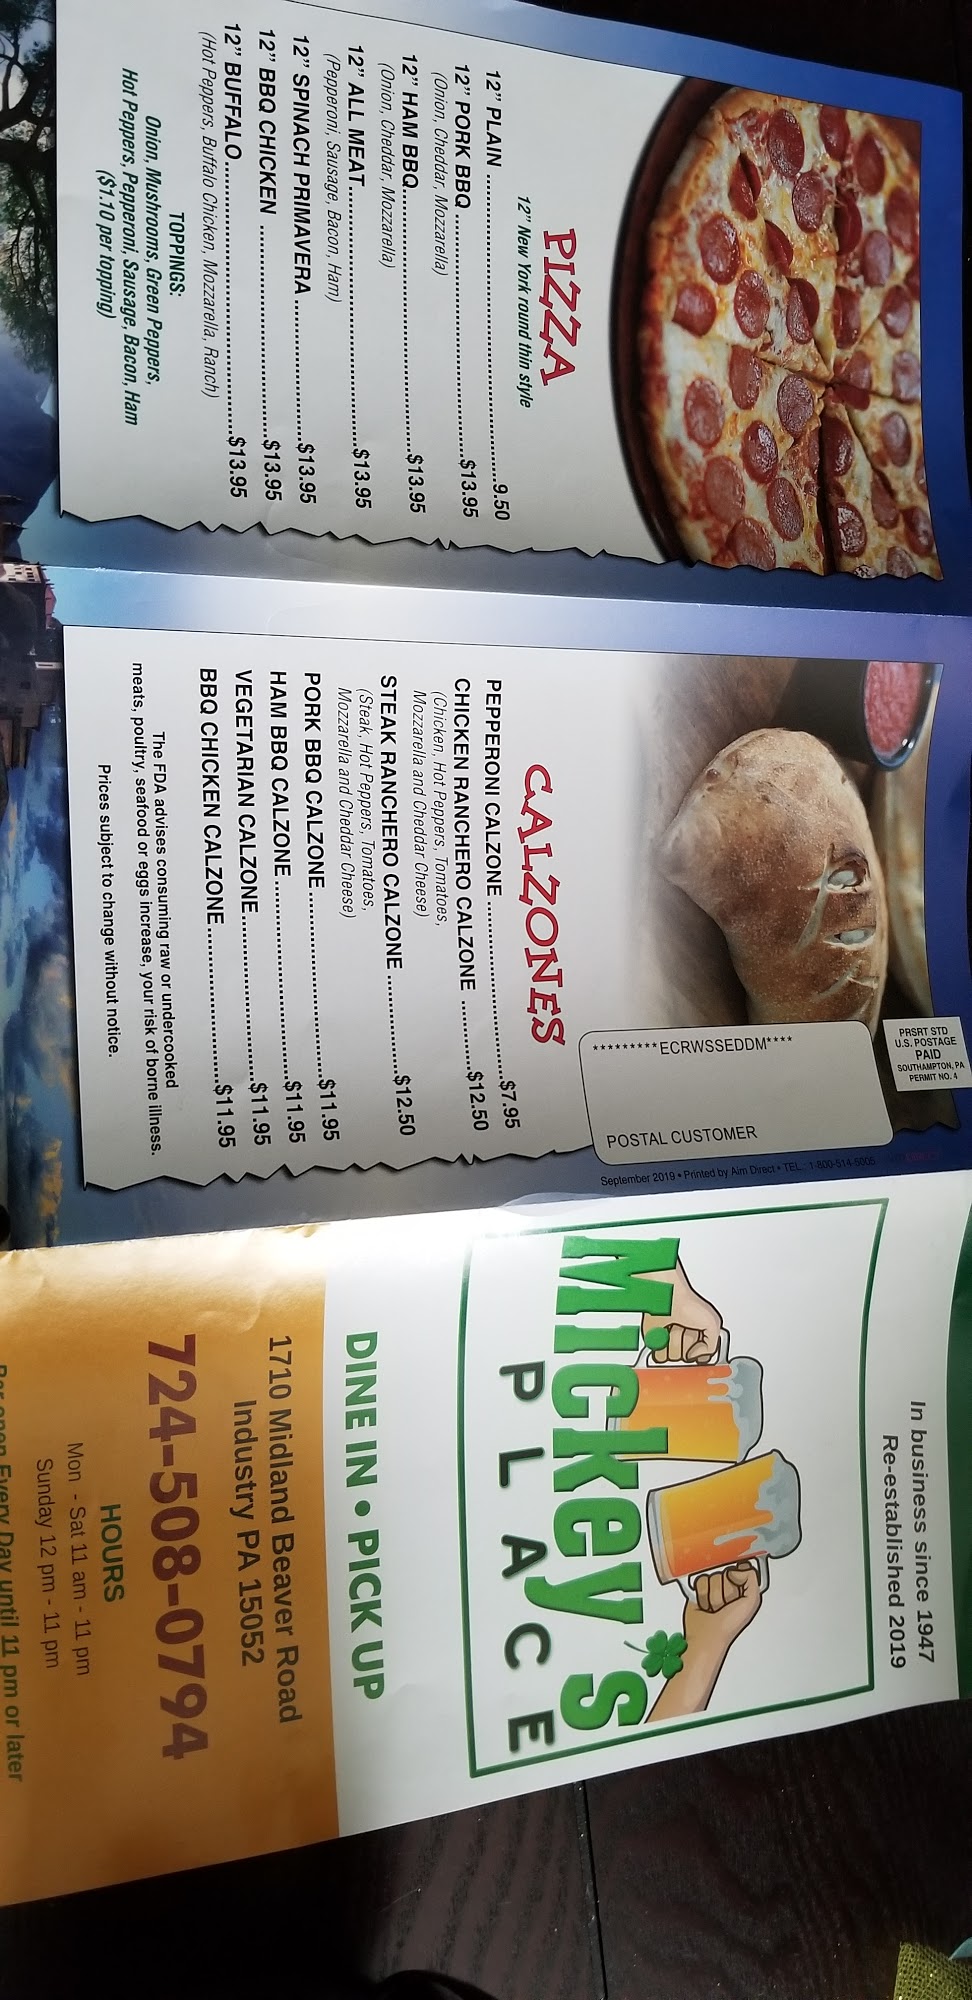 PIZZA
12" New York round thin style
12" PLAIN ........................................9.50
12" PORK BBQ ................................$13.95
(Onion, Cheddar, Mozzarella)
12" HAM BBQ...................................$13.95
(Onion, Cheddar, Mozzarella)
12" ALL MEAT...................................$13.95
(Pepperoni, Sausage, Bacon, Ham)
12" SPINACH PRIMAVERA ...................$13.95
12" BBQ CHICKEN ............................$13.95
12" BUFFALO....................................$13.95
(Hot Peppers, Buffalo Chicken, Mozzarella, Ranch)
TOPPINGS:
Onion, Mushrooms, Green Peppers,
Hot Peppers, Pepperoni, Sausage, Bacon, Ham
($1.10 per topping)
CALZONES
PEPPERONI CALZONE ........................$7.95
CHICKEN RANCHERO CALZONE ........$12.50
(Chicken, Hot Peppers, Tomatoes,
Mozzarella and Cheddar Cheese)
STEAK RANCHERO CALZONE ..............$12.50
(Steak, Hot Peppers, Tomatoes,
Mozzarella and Cheddar Cheese)
PORK BBQ CALZONE.........................$11.95
HAM BBQ CALZONE ..........................$11.95
VEGETARIAN CALZONE......................$11.95
BBQ CHICKEN CALZONE.....................$11.95
The FDA advises consuming raw or undercooked
meats, poultry, seafood or eggs increase, your risk of borne illness.
Prices subject to change without notice.
PRSRT STD
U.S. POSTAGE
PAID
SOUTHAMPTON, PA
PERMIT NO. 4
*********ECRWSSEDDM****
POSTAL CUSTOMER
September 2019 • Printed by Aim Direct • TEL. 1-800-514-5005
In business since 1947
Re-established 2019
Mickey's
PLACE
DINE IN • PICK UP
1710 Midland Beaver Road
Industry PA 15052
724-508-0794
HOURS
Mon - Sat 11 am - 11 pm
Sunday 12 pm - 11 pm
Bar open Every Day until 11 pm or later